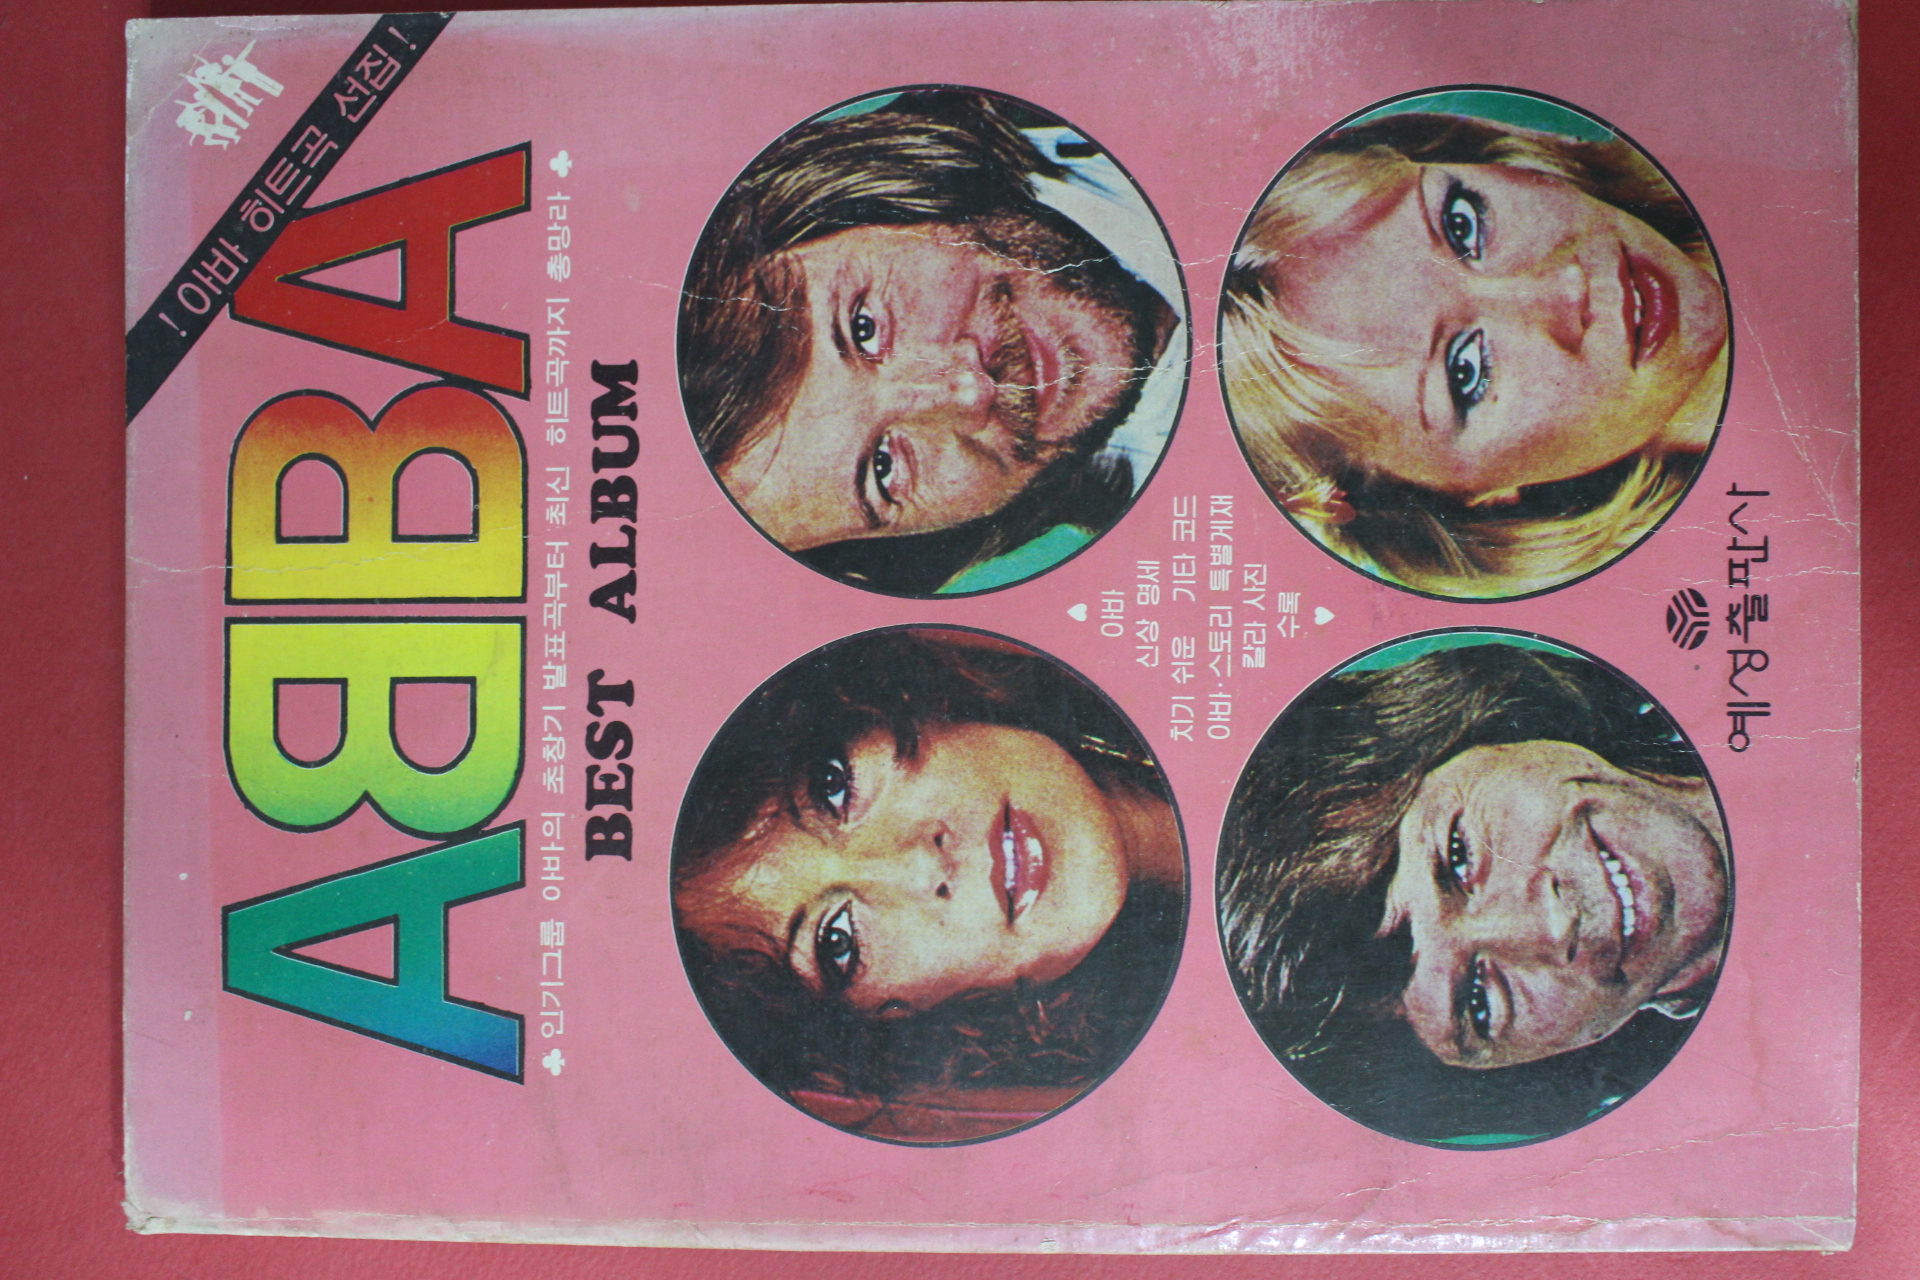 ! 아바 히트곡 선집 !
ABBA
♣ 인기그룹 아바의 초창기 발표곡부터 최신 히트곡까지 총망라 ♣
BEST ALBUM
♥
아바
신상 명세
치기 쉬운 기타 코드
아바·스토리 특별게재
칼라 사진
수록
♥
예성출판사